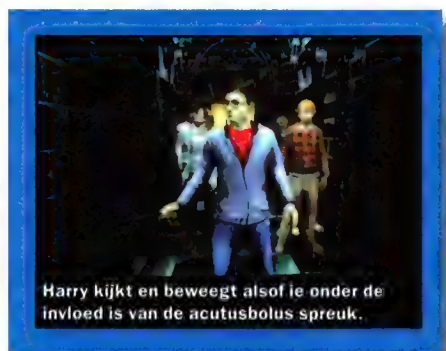 Harry kijkt en beweegt alsof ie onder de
invloed is van de acutusbolus spreuk.